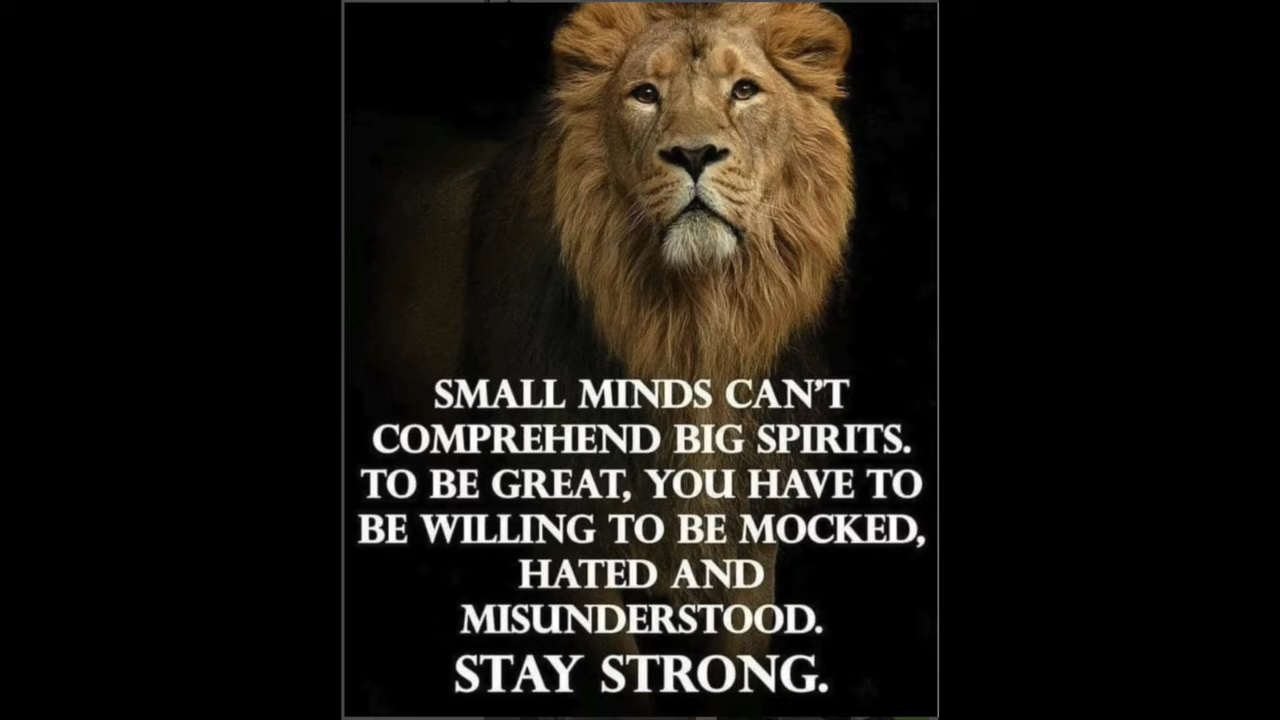 SMALL MINDS CAN'T
COMPREHEND BIG SPIRITS.
TO BE GREAT, YOU HAVE TO
BE WILLING TO BE MOCKED,
HATED AND
MISUNDERSTOOD.
STAY STRONG.